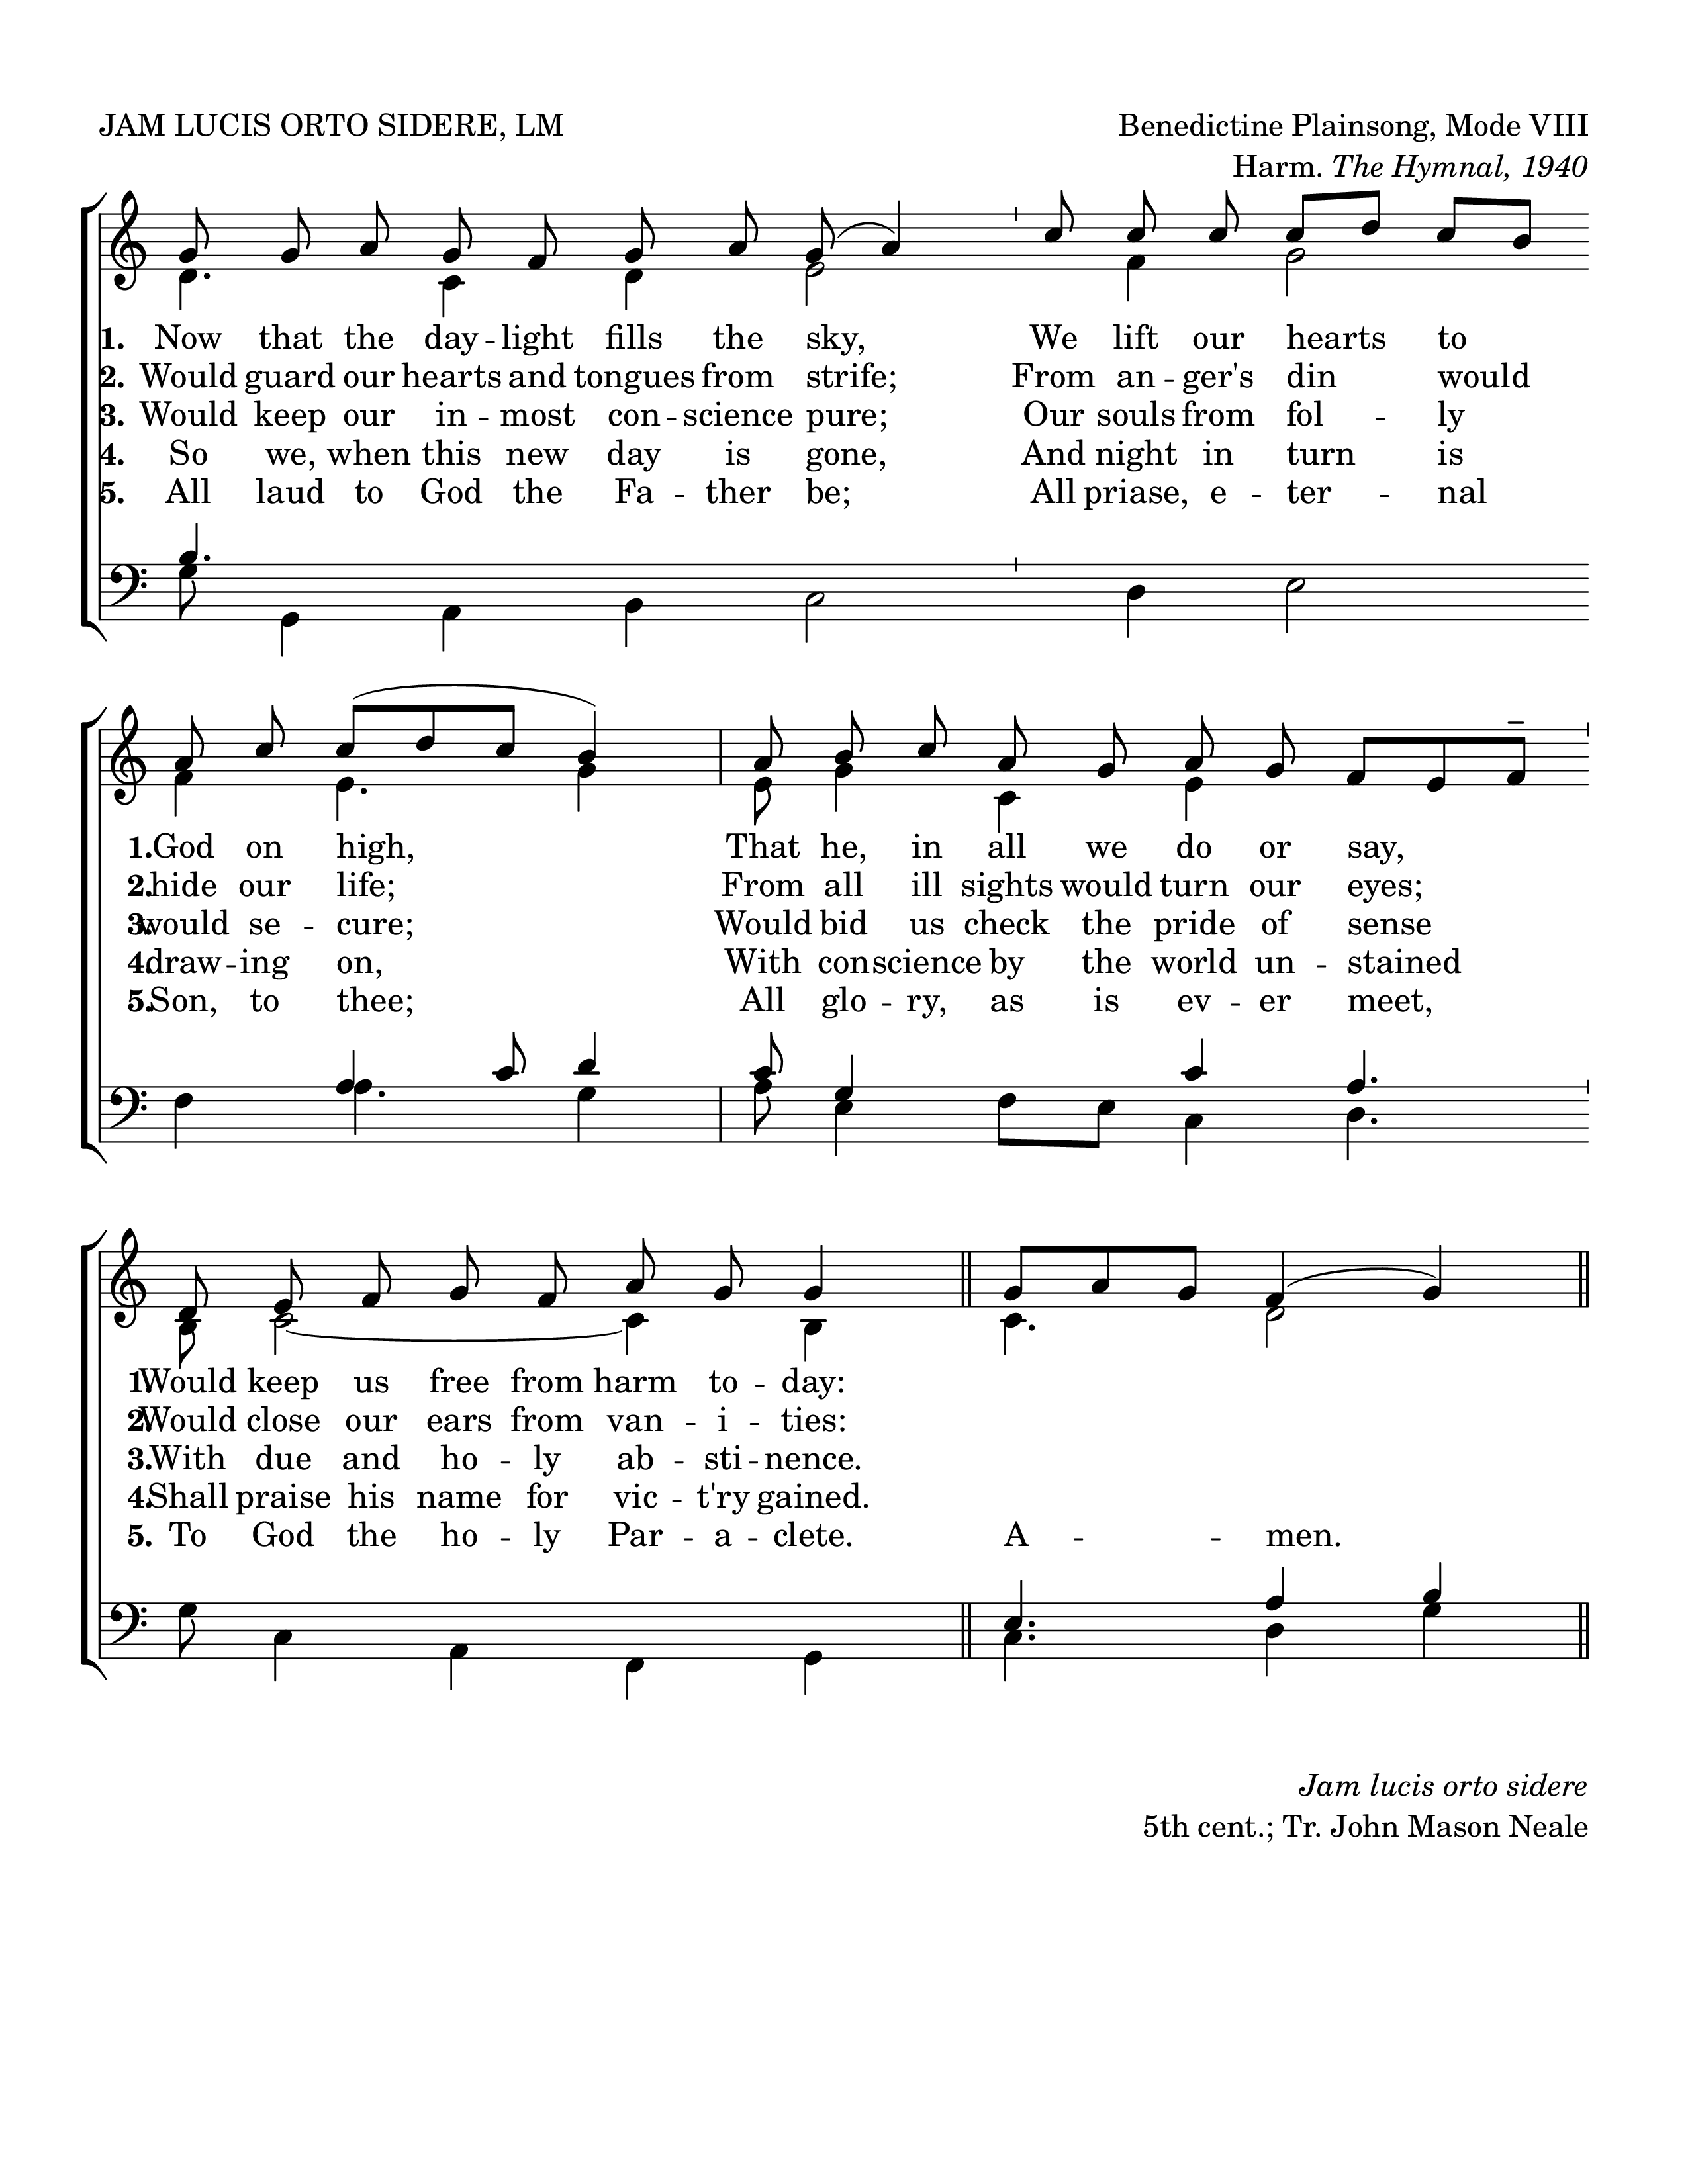 JAM LUCIS ORTO SIDERE, LM
Benedictine Plainsong, Mode VIII
Harm. The Hymnal, 1940
1. Now that the day -- light fills the sky, We lift our hearts to
2. Would guard our hearts and tongues from strife; From an -- ger's din would
3. Would keep our in -- most con -- science pure; Our souls from fol -- ly
4. So we, when this new day is gone, And night in turn is
5. All laud to God the Fa -- ther be; All priase, e -- ter -- nal
1. God on high, That he, in all we do or say,
2. hide our life; From all ill sights would turn our eyes;
3. would se -- cure; Would bid us check the pride of sense
4. draw -- ing on, With conscience by the world un -- stained
5. Son, to thee; All glo -- ry, as is ev -- er meet,
1. Would keep us free from harm to -- day:
2. Would close our ears from van -- i -- ties:
3. With due and ho -- ly ab -- sti -- nence.
4. Shall praise his name for vic -- t'ry gained.
5. To God the ho -- ly Par -- a -- clete. A -- -- men.
Jam lucis orto sidere
5th cent.; Tr. John Mason Neale